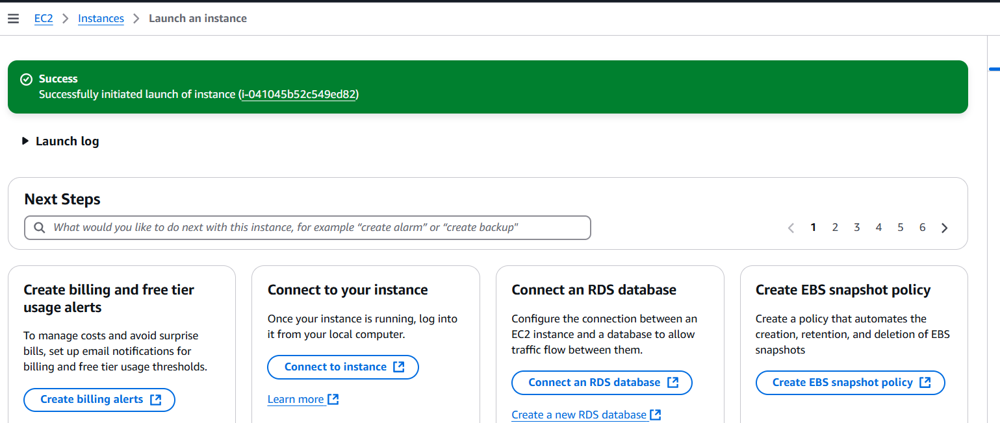 EC2 > Instances > Launch an instance
Success
Successfully initiated launch of instance (i-041045b52c549ed82)
Launch log
Next Steps
What would you like to do next with this instance, for example “create alarm” or “create backup"
1 2 3 4 5 6
Create billing and free tier
usage alerts
To manage costs and avoid surprise
bills, set up email notifications for
billing and free tier usage thresholds.
Create billing alerts
Connect to your instance
Once your instance is running, log into
it from your local computer.
Connect to instance
Learn more
Connect an RDS database
Configure the connection between an
EC2 instance and a database to allow
traffic flow between them.
Connect an RDS database
Create a new RDS database
Create EBS snapshot policy
Create a policy that automates the
creation, retention, and deletion of EBS
snapshots
Create EBS snapshot policy